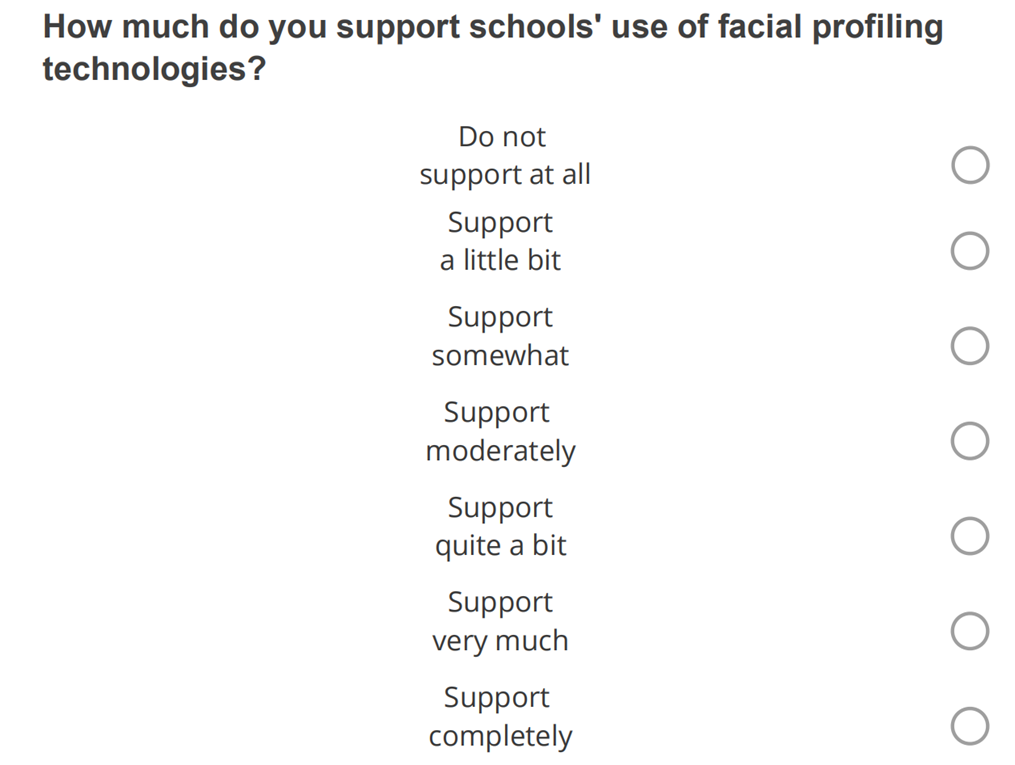 How much do you support schools' use of facial profiling
technologies?
Do not
support at all
Support
a little bit
Support
somewhat
Support
moderately
Support
quite a bit
Support
very much
Support
completely